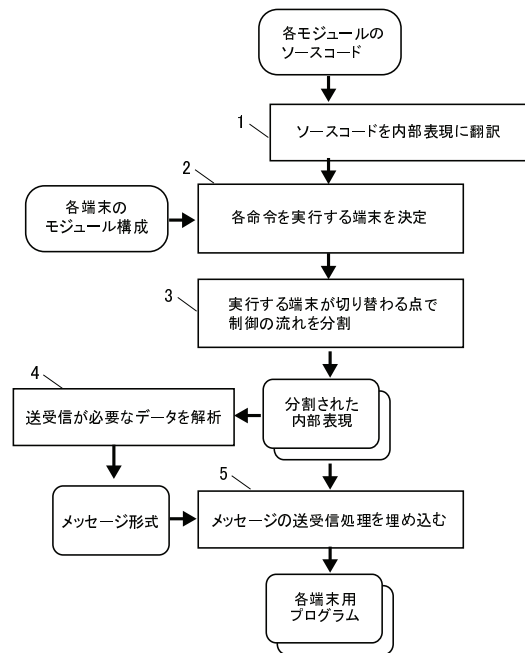 各モジュールの
ソースコード
1
ソースコードを内部表現に翻訳
2
各端末の
モジュール構成
各命令を実行する端末を決定
3
実行する端末が切り替わる点で
制御の流れを分割
4
送受信が必要なデータを解析
分割された
内部表現
5
メッセージ形式
メッセージの送受信処理を埋め込む
各端末用
プログラム